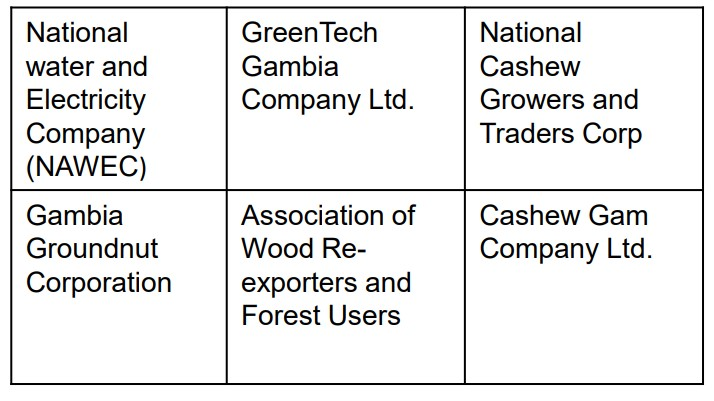 National
water and
Electricity
Company
(NAWEC)
GreenTech
Gambia
Company Ltd.
National
Cashew
Growers and
Traders Corp
Gambia
Groundnut
Corporation
Association of
Wood Re-
exporters and
Forest Users
Cashew Gam
Company Ltd.